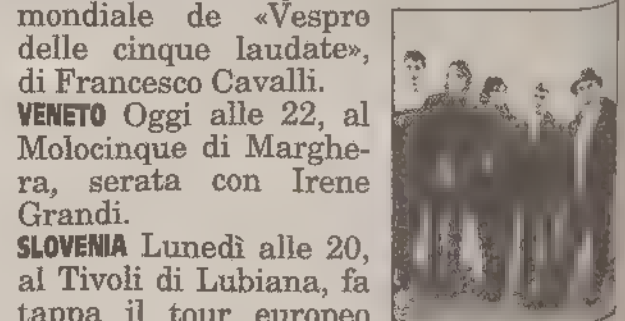 mondiale de «Vespro
delle cinque laudate»,
di Francesco Cavalli.
VENETO Oggi alle 22, al
Molocinque di Marghe-
ra, serata con Irene
Grandi.
SLOVENIA Lunedì alle 20,
al Tivoli di Lubiana, fa
tappa il tour europeo